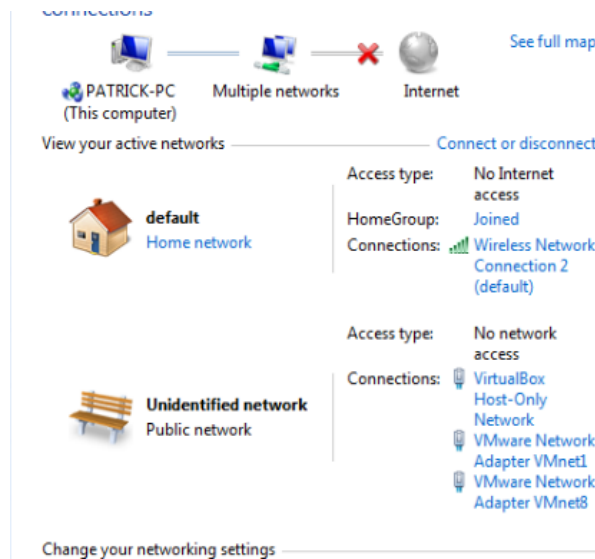 connections
See full map
PATRICK-PC
(This computer)
Multiple networks
Internet
View your active networks
Connect or disconnect
default
Home network
Access type: No Internet
access
HomeGroup: Joined
Connections: Wireless Network
Connection 2
(default)
Unidentified network
Public network
Access type: No network
access
Connections: VirtualBox
Host-Only
Network
VMware Network
Adapter VMnet1
VMware Network
Adapter VMnet8
Change your networking settings